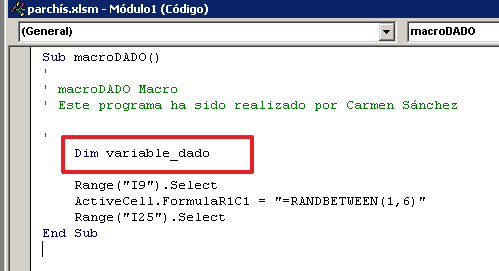 parchís.xlsm - Módulo1 (Código)
(General) macroDADO
Sub macroDADO()
'
' macroDADO Macro
' Este programa ha sido realizado por Carmen Sánchez
'
Dim variable_dado
Range("I9").Select
ActiveCell.FormulaR1C1 = "=RANDBETWEEN(1,6)"
Range("I25").Select
End Sub